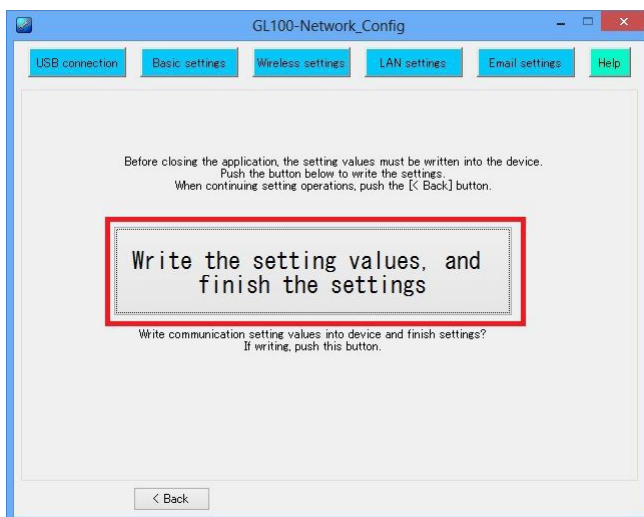 GL100-Network_Config
USB connection
Basic settings
Wireless settings
LAN settings
Email settings
Help
Before closing the application, the setting values must be written into the device.
Push the button below to write the settings.
When continuing setting operations, push the [< Back] button.
Write the setting values, and
finish the settings
Write communication setting values into device and finish settings?
If writing, push this button.
< Back